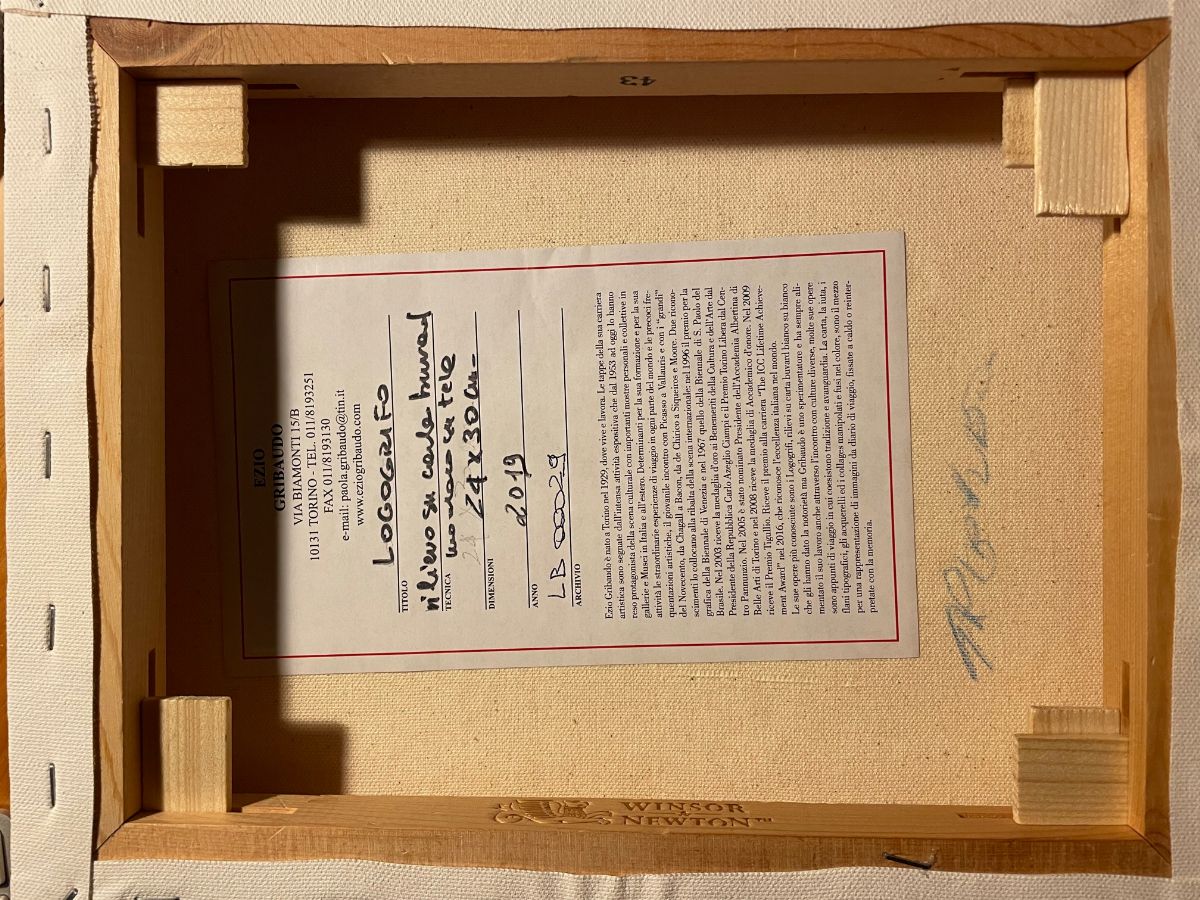 43
EZIO
GRIBAUDO
VIA BIAMONTI 15/B
10131 TORINO - TEL. 011/8193251
FAX 011/8193130
e-mail: paola.gribaudo@tin.it
www.eziogribaudo.com
LOGOGRIFO
TITOLO
rilievo su carta buvard
TECNICA
su tela
24 x 30 cm.
DIMENSIONI
2019
ANNO
LB 00029
ARCHIVIO
Ezio Gribaudo è nato a Torino nel 1929, dove vive e lavora. Le tappe della sua carriera
artistica sono segnate dall'intensa attività espositiva che dal 1953 ad oggi lo hanno
reso protagonista della scena culturale con importanti mostre personali e collettive in
gallerie e Musei in Italia e all'estero. Determinanti per la sua formazione e per la sua
attività le straordinarie esperienze di viaggio in ogni parte del mondo e le precoci fre-
quentazioni artistiche, il giovanile incontro con Picasso a Vallauris e con i "grandi"
del Novecento, da Chagall a Bacon, da de Chirico a Siqueiros e Moore. Due ricono-
scimenti lo collocano alla ribalta della scena internazionale: nel 1966 il premio per la
grafica della Biennale di Venezia e nel 1967 quello della Biennale di S. Paolo del
Brasile. Nel 2003 riceve la medaglia d'oro ai Benemeriti della Cultura e dell'Arte dal
Presidente della Repubblica Carlo Azeglio Ciampi e il Premio Torino Libera dal Cen-
tro Pannunzio. Nel 2005 è stato nominato Presidente dell'Accademia Albertina di
Belle Arti di Torino e nel 2008 riceve la medaglia di Accademico d'onore. Nel 2009
riceve il Premio Tigullio. Riceve il premio alla carriera "The ICC Lifetime Achieve-
ment Award" nel 2016, che riconosce l'eccellenza italiana nel mondo.
Le sue opere più conosciute sono i Logogrifi, rilievi su carta buvard bianco su bianco
che gli hanno dato la notorietà ma Gribaudo è uno sperimentatore e ha sempre ali-
mentato il suo lavoro anche attraverso l'incontro con culture diverse, molte sue opere
sono appunti di viaggio in cui coesistono tradizione e avanguardia. La carta, la iuta, i
flani tipografici, gli acquerelli ed i collages manipolati e fusi nel colore, sono il mezzo
per una rappresentazione di immagini da diario di viaggio, fissate a caldo o reinter-
pretate con la memoria.
WINSOR
&
NEWTON™